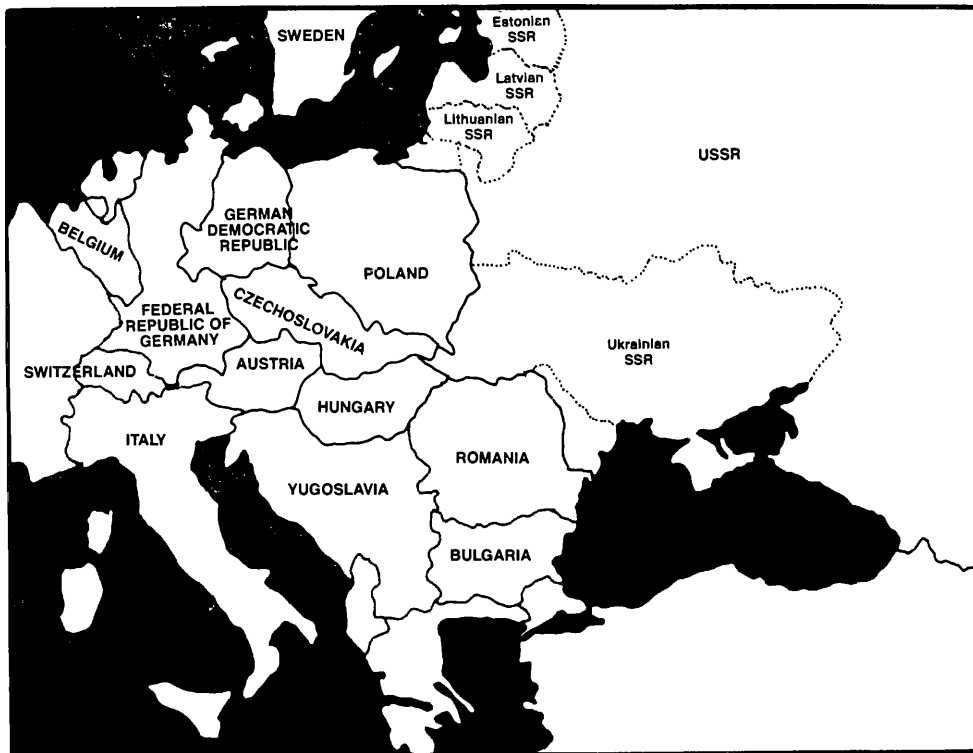 SWEDEN
Estonian
SSR
Latvian
SSR
Lithuanian
SSR
USSR
BELGIUM
GERMAN
DEMOCRATIC
REPUBLIC
POLAND
FEDERAL
REPUBLIC OF
GERMANY
CZECHOSLOVAKIA
Ukrainian
SSR
SWITZERLAND
AUSTRIA
HUNGARY
ITALY
ROMANIA
YUGOSLAVIA
BULGARIA